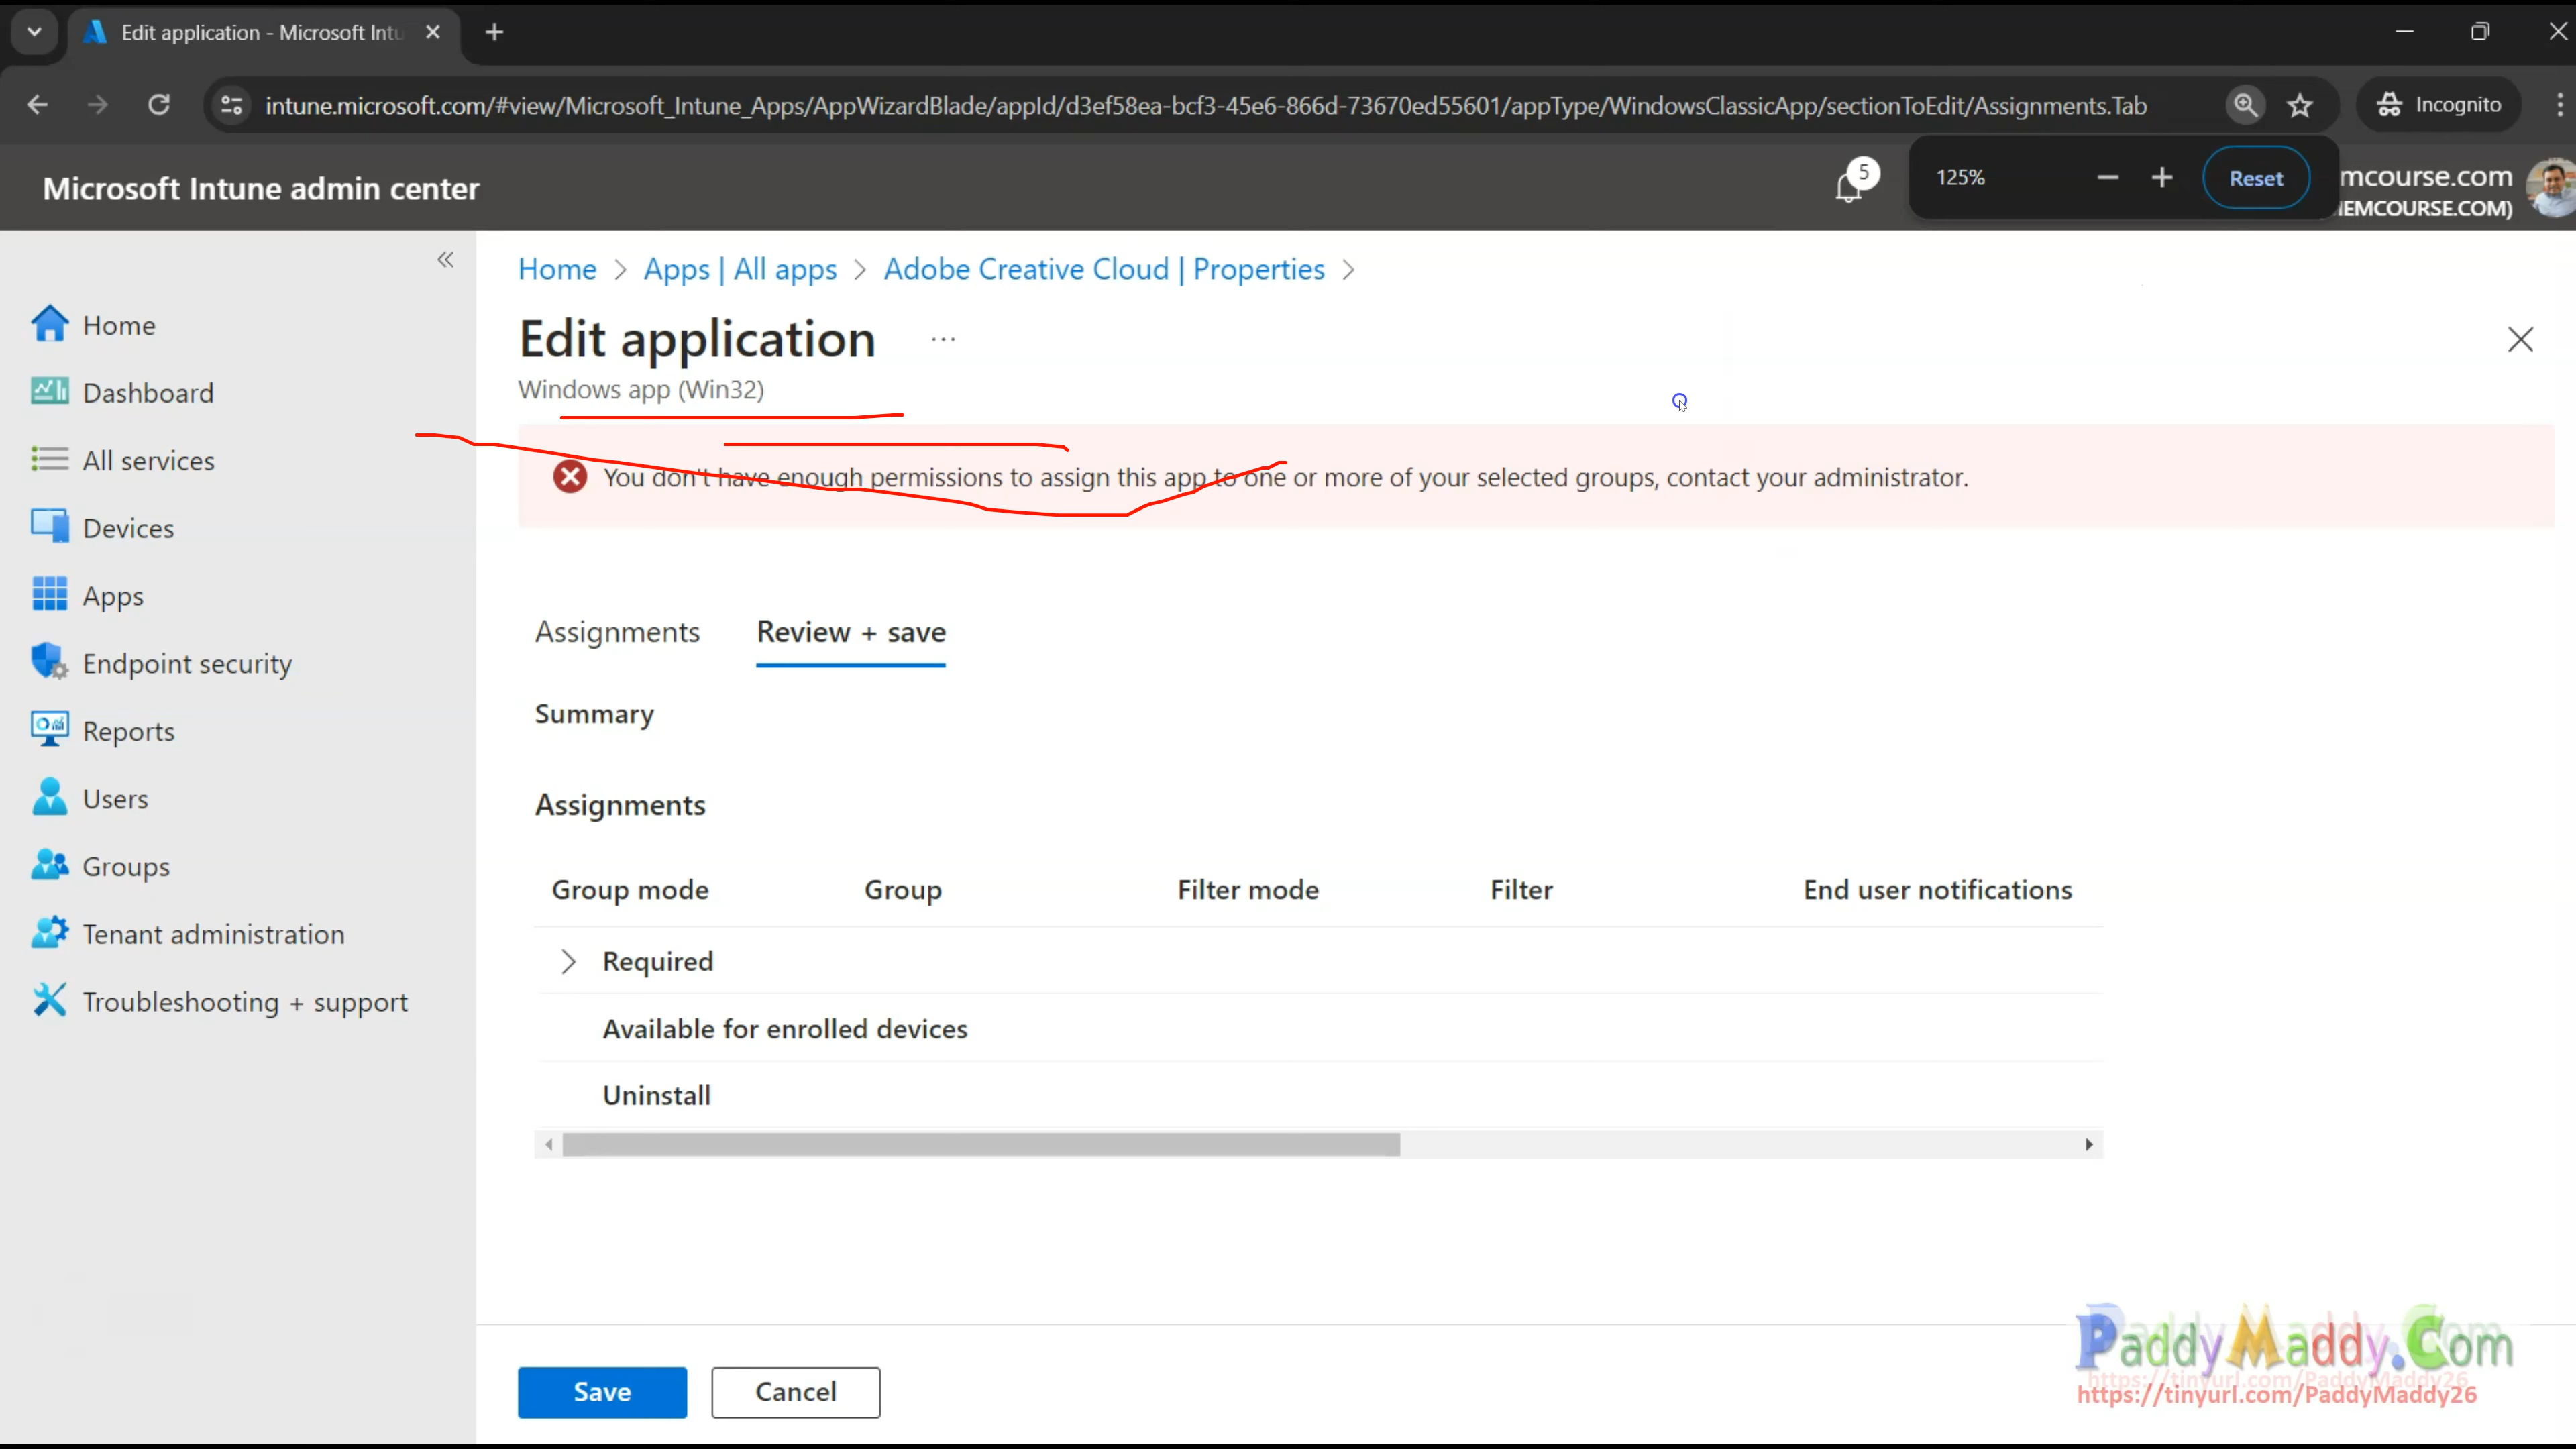 Edit application - Microsoft Intu
intune.microsoft.com/#view/Microsoft_Intune_Apps/AppWizardBlade/appId/d3ef58ea-bcf3-45e6-866d-73670ed55601/appType/WindowsClassicApp/sectionToEdit/Assignments.Tab
Incognito
Microsoft Intune admin center
5
125%
Reset
mcourse.com
IEMCOURSE.COM)
Home > Apps | All apps > Adobe Creative Cloud | Properties >
Edit application ...
Windows app (Win32)
You don't have enough permissions to assign this app to one or more of your selected groups, contact your administrator.
Home
Dashboard
All services
Devices
Apps
Endpoint security
Reports
Users
Groups
Tenant administration
Troubleshooting + support
Assignments Review + save
Summary
Assignments
Group mode Group Filter mode Filter End user notifications
Required
Available for enrolled devices
Uninstall
Save Cancel
PaddyMaddy.Com
https://tinyurl.com/PaddyMaddy26